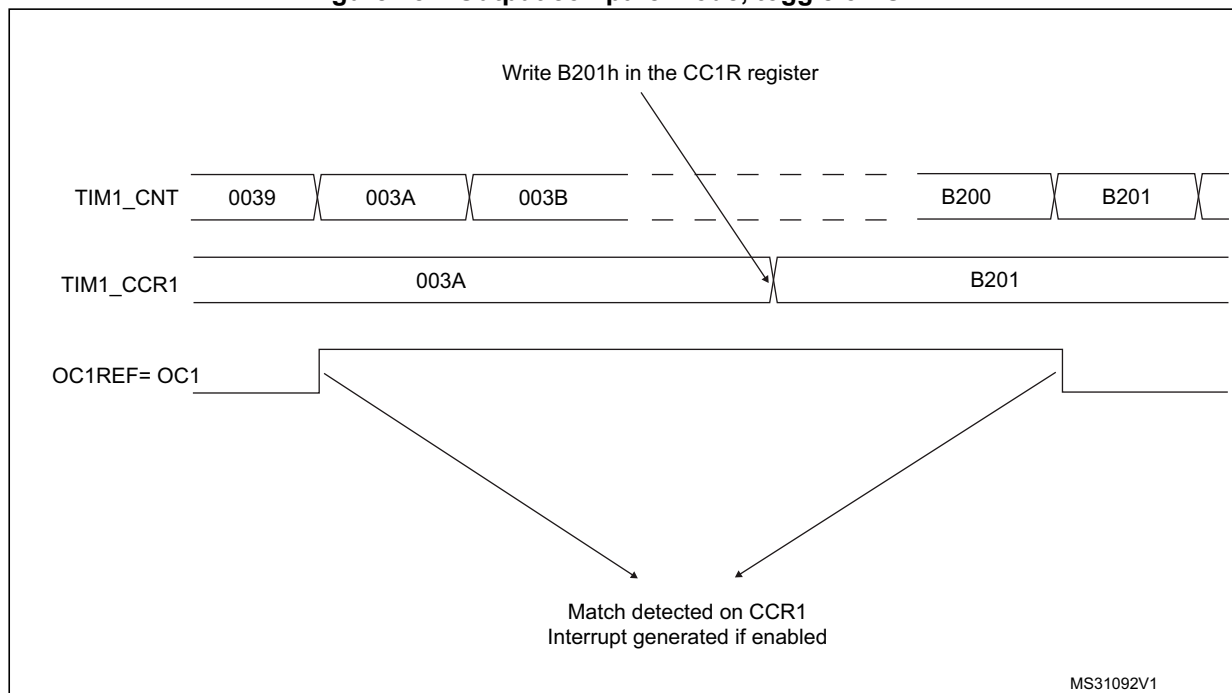 Write B201h in the CC1R register
TIM1_CNT 0039 003A 003B B200 B201
TIM1_CCR1 003A B201
OC1REF= OC1
Match detected on CCR1
Interrupt generated if enabled
MS31092V1